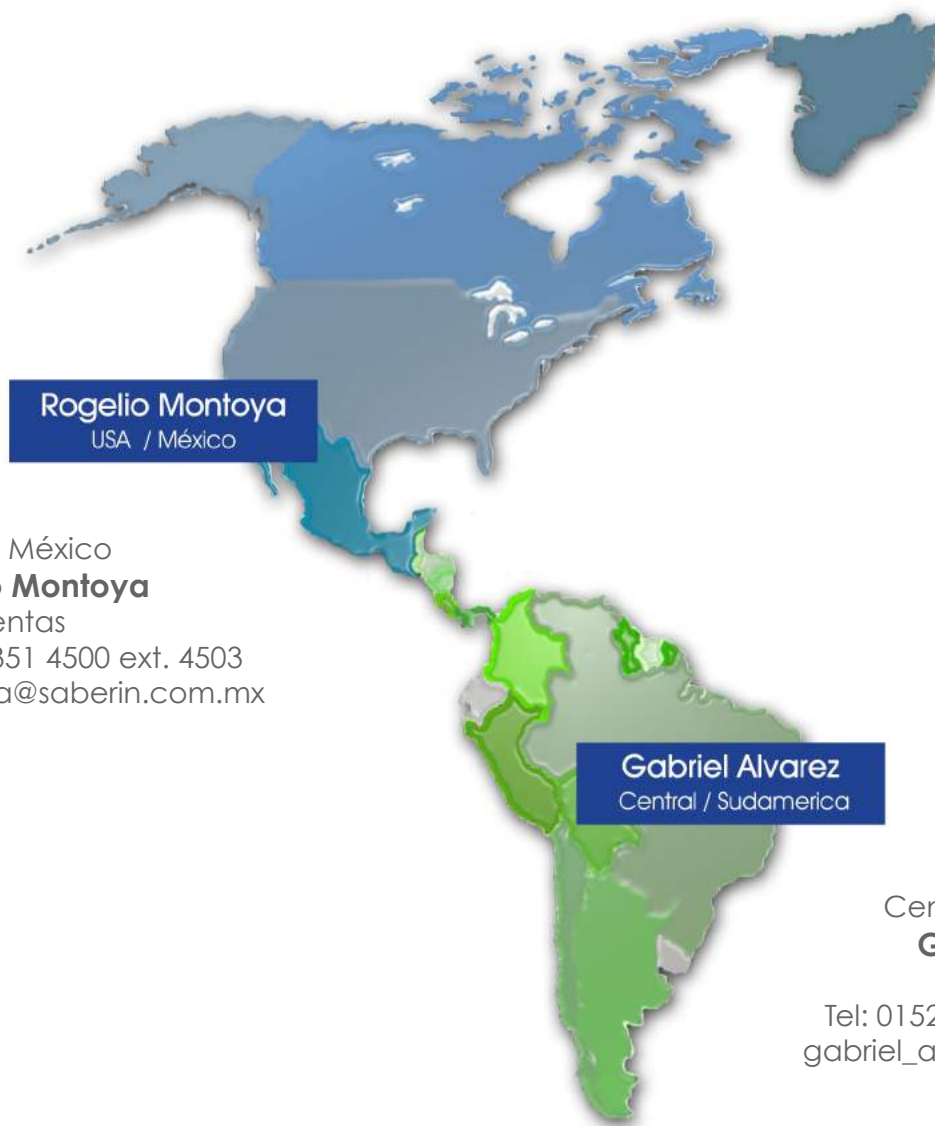 Rogelio Montoya
USA / México
México
Montoya
351 4500 ext. 4503
a@saberin.com.mx
Gabriel Alvarez
Central / Sudamerica
Cen
G
Tel: 0152
gabriel_a